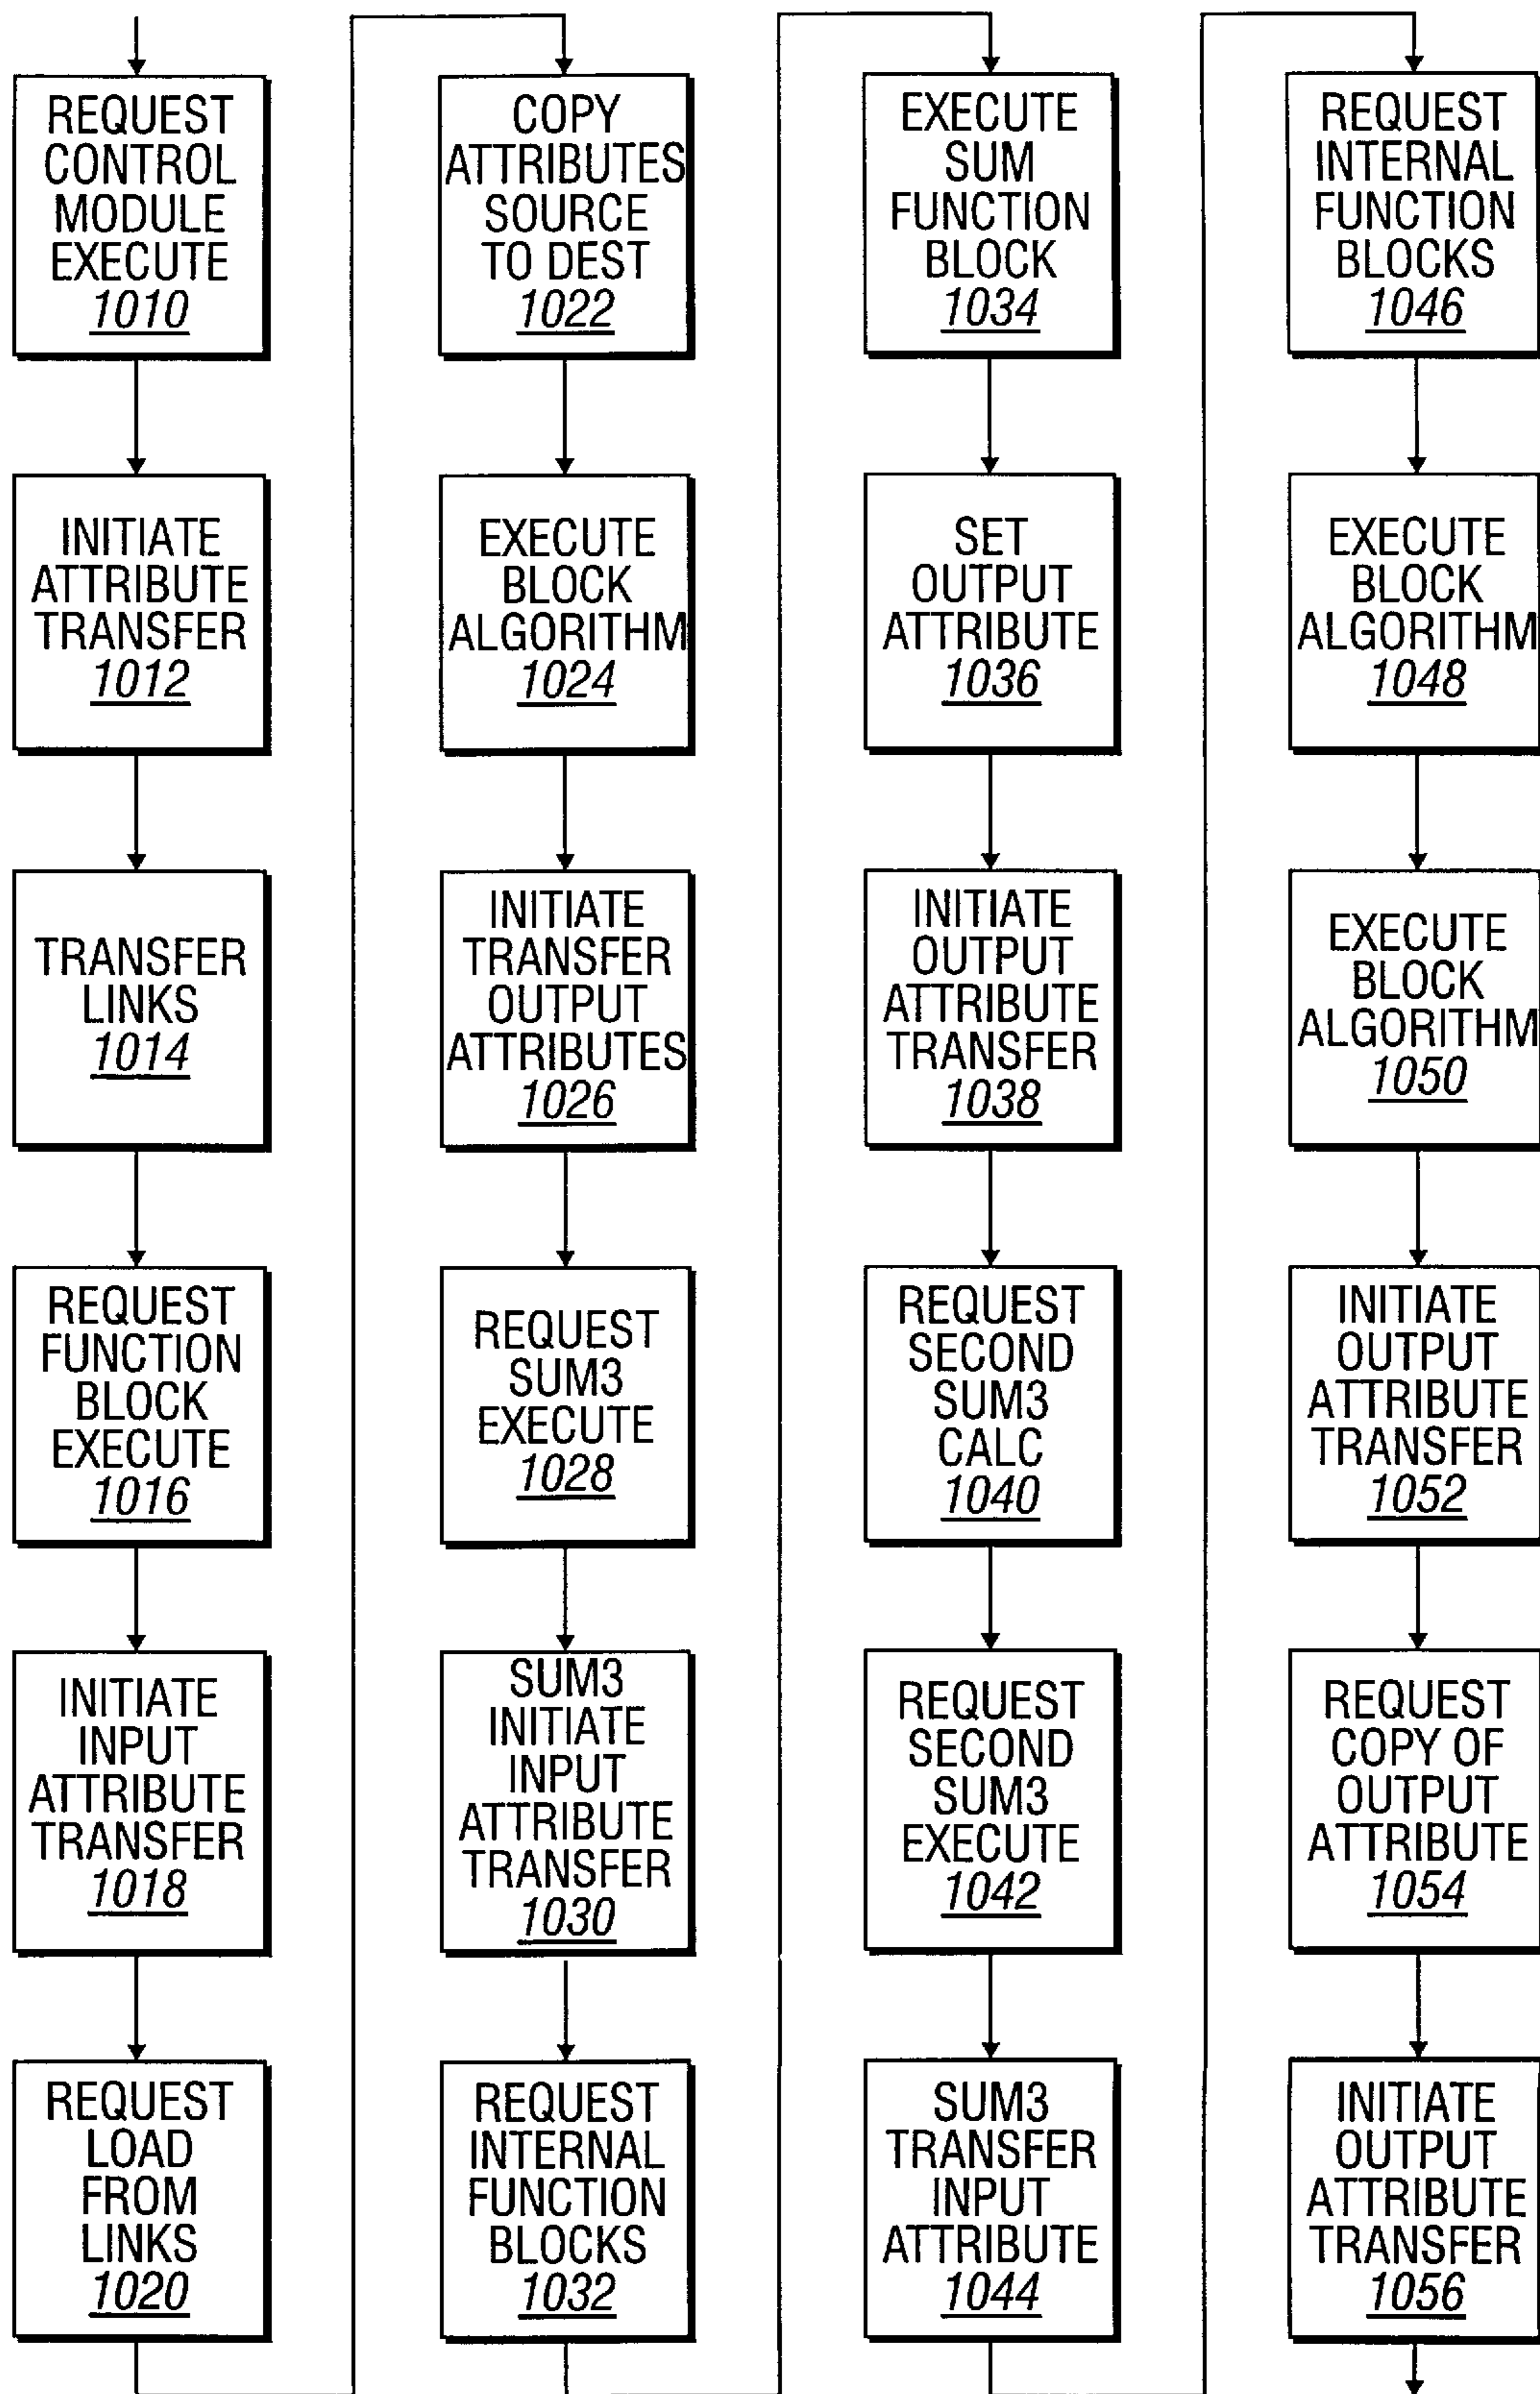 REQUEST
CONTROL
MODULE
EXECUTE
1010
INITIATE
ATTRIBUTE
TRANSFER
1012
TRANSFER
LINKS
1014
REQUEST
FUNCTION
BLOCK
EXECUTE
1016
INITIATE
INPUT
ATTRIBUTE
TRANSFER
1018
REQUEST
LOAD
FROM
LINKS
1020
COPY
ATTRIBUTES
SOURCE
TO DEST
1022
EXECUTE
BLOCK
ALGORITHM
1024
INITIATE
TRANSFER
OUTPUT
ATTRIBUTES
1026
REQUEST
SUM3
EXECUTE
1028
SUM3
INITIATE
INPUT
ATTRIBUTE
TRANSFER
1030
REQUEST
INTERNAL
FUNCTION
BLOCKS
1032
EXECUTE
SUM
FUNCTION
BLOCK
1034
SET
OUTPUT
ATTRIBUTE
1036
INITIATE
OUTPUT
ATTRIBUTE
TRANSFER
1038
REQUEST
SECOND
SUM3
CALC
1040
REQUEST
SECOND
SUM3
EXECUTE
1042
SUM3
TRANSFER
INPUT
ATTRIBUTE
1044
REQUEST
INTERNAL
FUNCTION
BLOCKS
1046
EXECUTE
BLOCK
ALGORITHM
1048
EXECUTE
BLOCK
ALGORITHM
1050
INITIATE
OUTPUT
ATTRIBUTE
TRANSFER
1052
REQUEST
COPY OF
OUTPUT
ATTRIBUTE
1054
INITIATE
OUTPUT
ATTRIBUTE
TRANSFER
1056